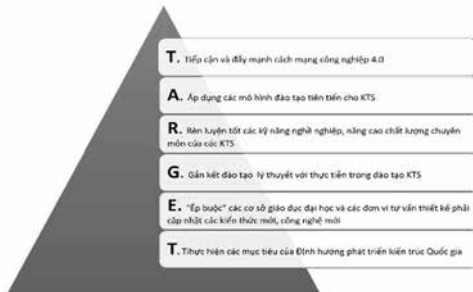 T. Tiếp cận và đẩy mạnh cách mạng công nghiệp 4.0
A. Áp dụng các mô hình đào tạo tiên tiến cho KTS
R. Rèn luyện tốt các kỹ năng nghề nghiệp, nâng cao chất lượng chuyên
môn của các KTS
G. Gắn kết đào tạo lý thuyết với thực tiễn trong đào tạo KTS
E. "Ép buộc" các cơ sở giáo dục đại học và các đơn vị tư vấn thiết kế phải
cập nhật các kiến thức mới, công nghệ mới
T. Thực hiện các mục tiêu của Định hướng phát triển kiến trúc Quốc gia